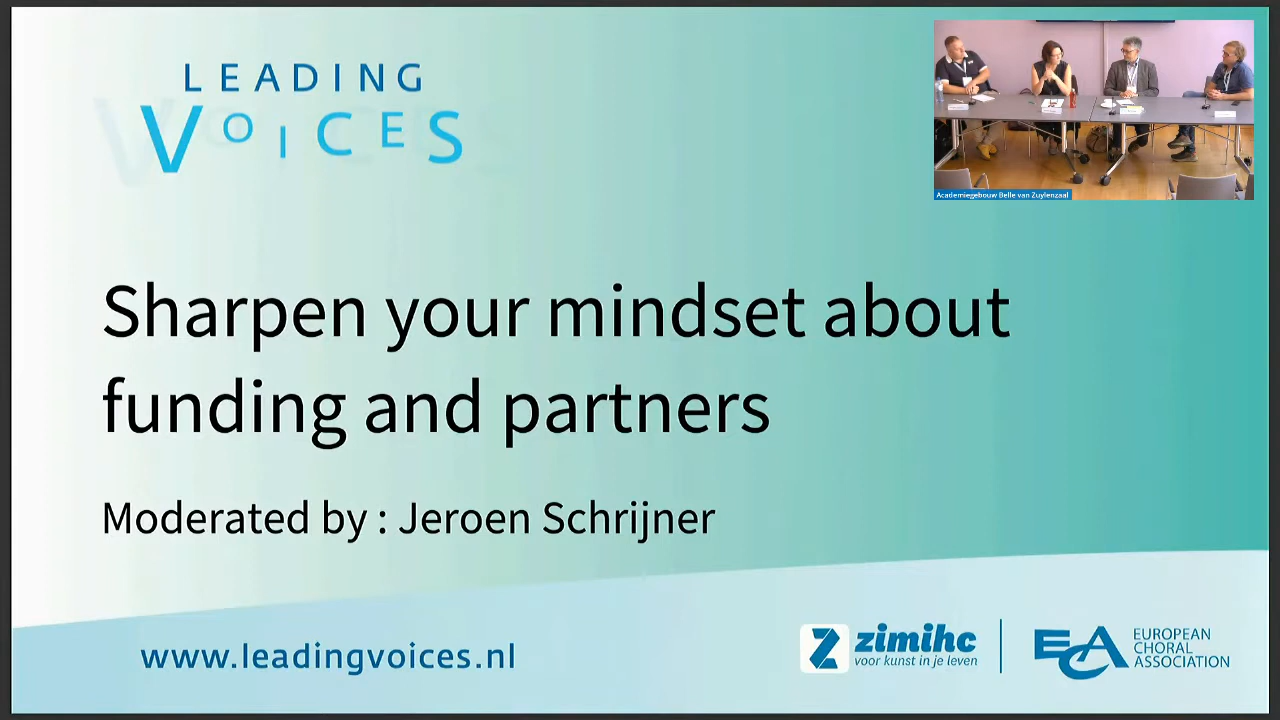 LEADING
VOICES
Academiegebouw Belle van Zuylenzaal
Sharpen your mindset about
funding and partners
Moderated by : Jeroen Schrijner
www.leadingvoices.nl
zimihc
voor kunst in je leven
ECA
EUROPEAN
CHORAL
ASSOCIATION